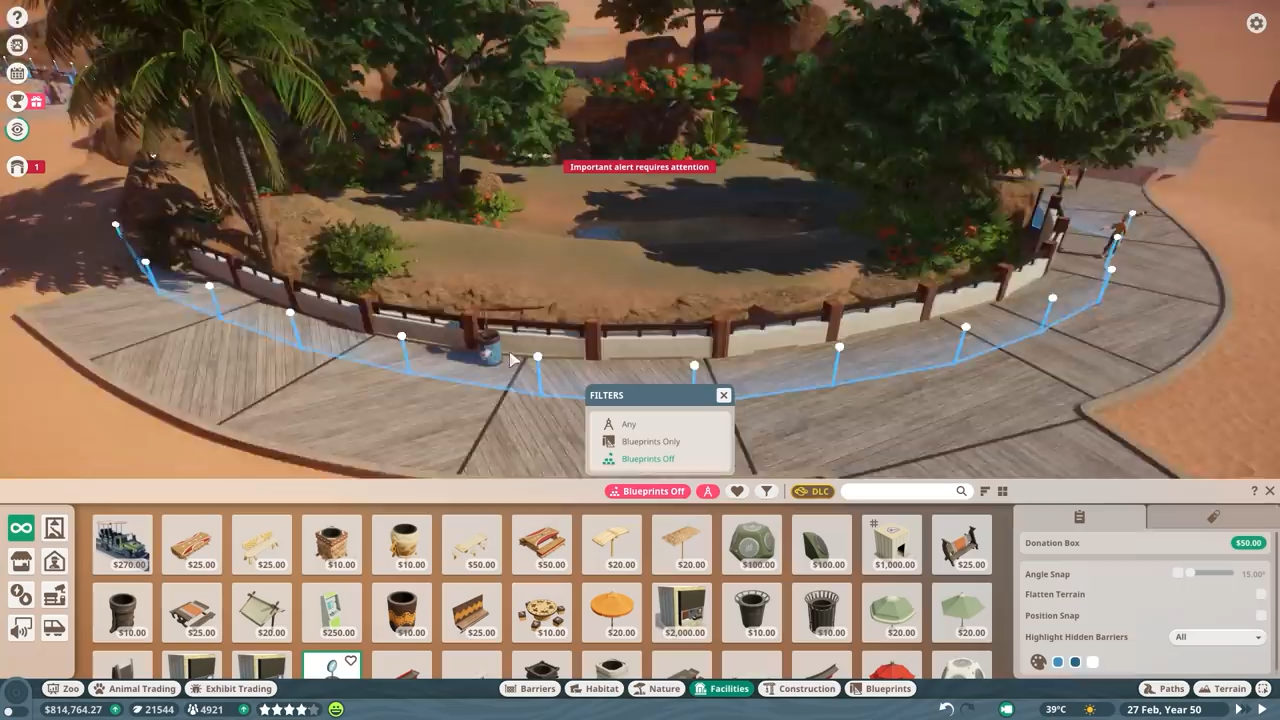 ?
1
Important alert requires attention
FILTERS
Any
Blueprints Only
Blueprints Off
Blueprints Off
DLC
?
$270.00
$25.00
$25.00
$10.00
$10.00
$50.00
$50.00
$20.00
$20.00
$100.00
$100.00
#
$1,000.00
$25.00
$10.00
$25.00
$20.00
$250.00
$10.00
$25.00
$10.00
$20.00
$2,000.00
$10.00
$10.00
$20.00
$20.00
Donation Box
$50.00
Angle Snap
15.00°
Flatten Terrain
Position Snap
Highlight Hidden Barriers
All
Zoo
Animal Trading
Exhibit Trading
Barriers
Habitat
Nature
Facilities
Construction
Blueprints
Paths
Terrain
$814,764.27
21544
4921
39°C
27 Feb, Year 50